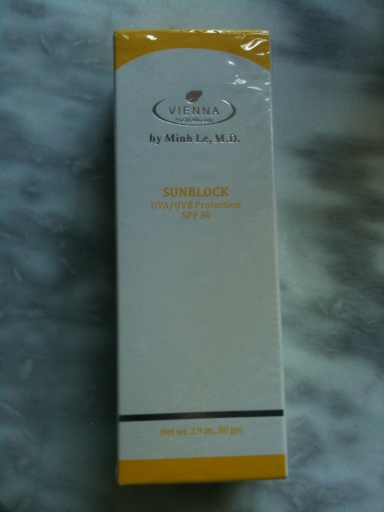 VIENNA
by Minh Le, M.D.
SUNBLOCK
UVA/UVB Protection
SPF 30
Net wt. 2.9 oz., 80 gm